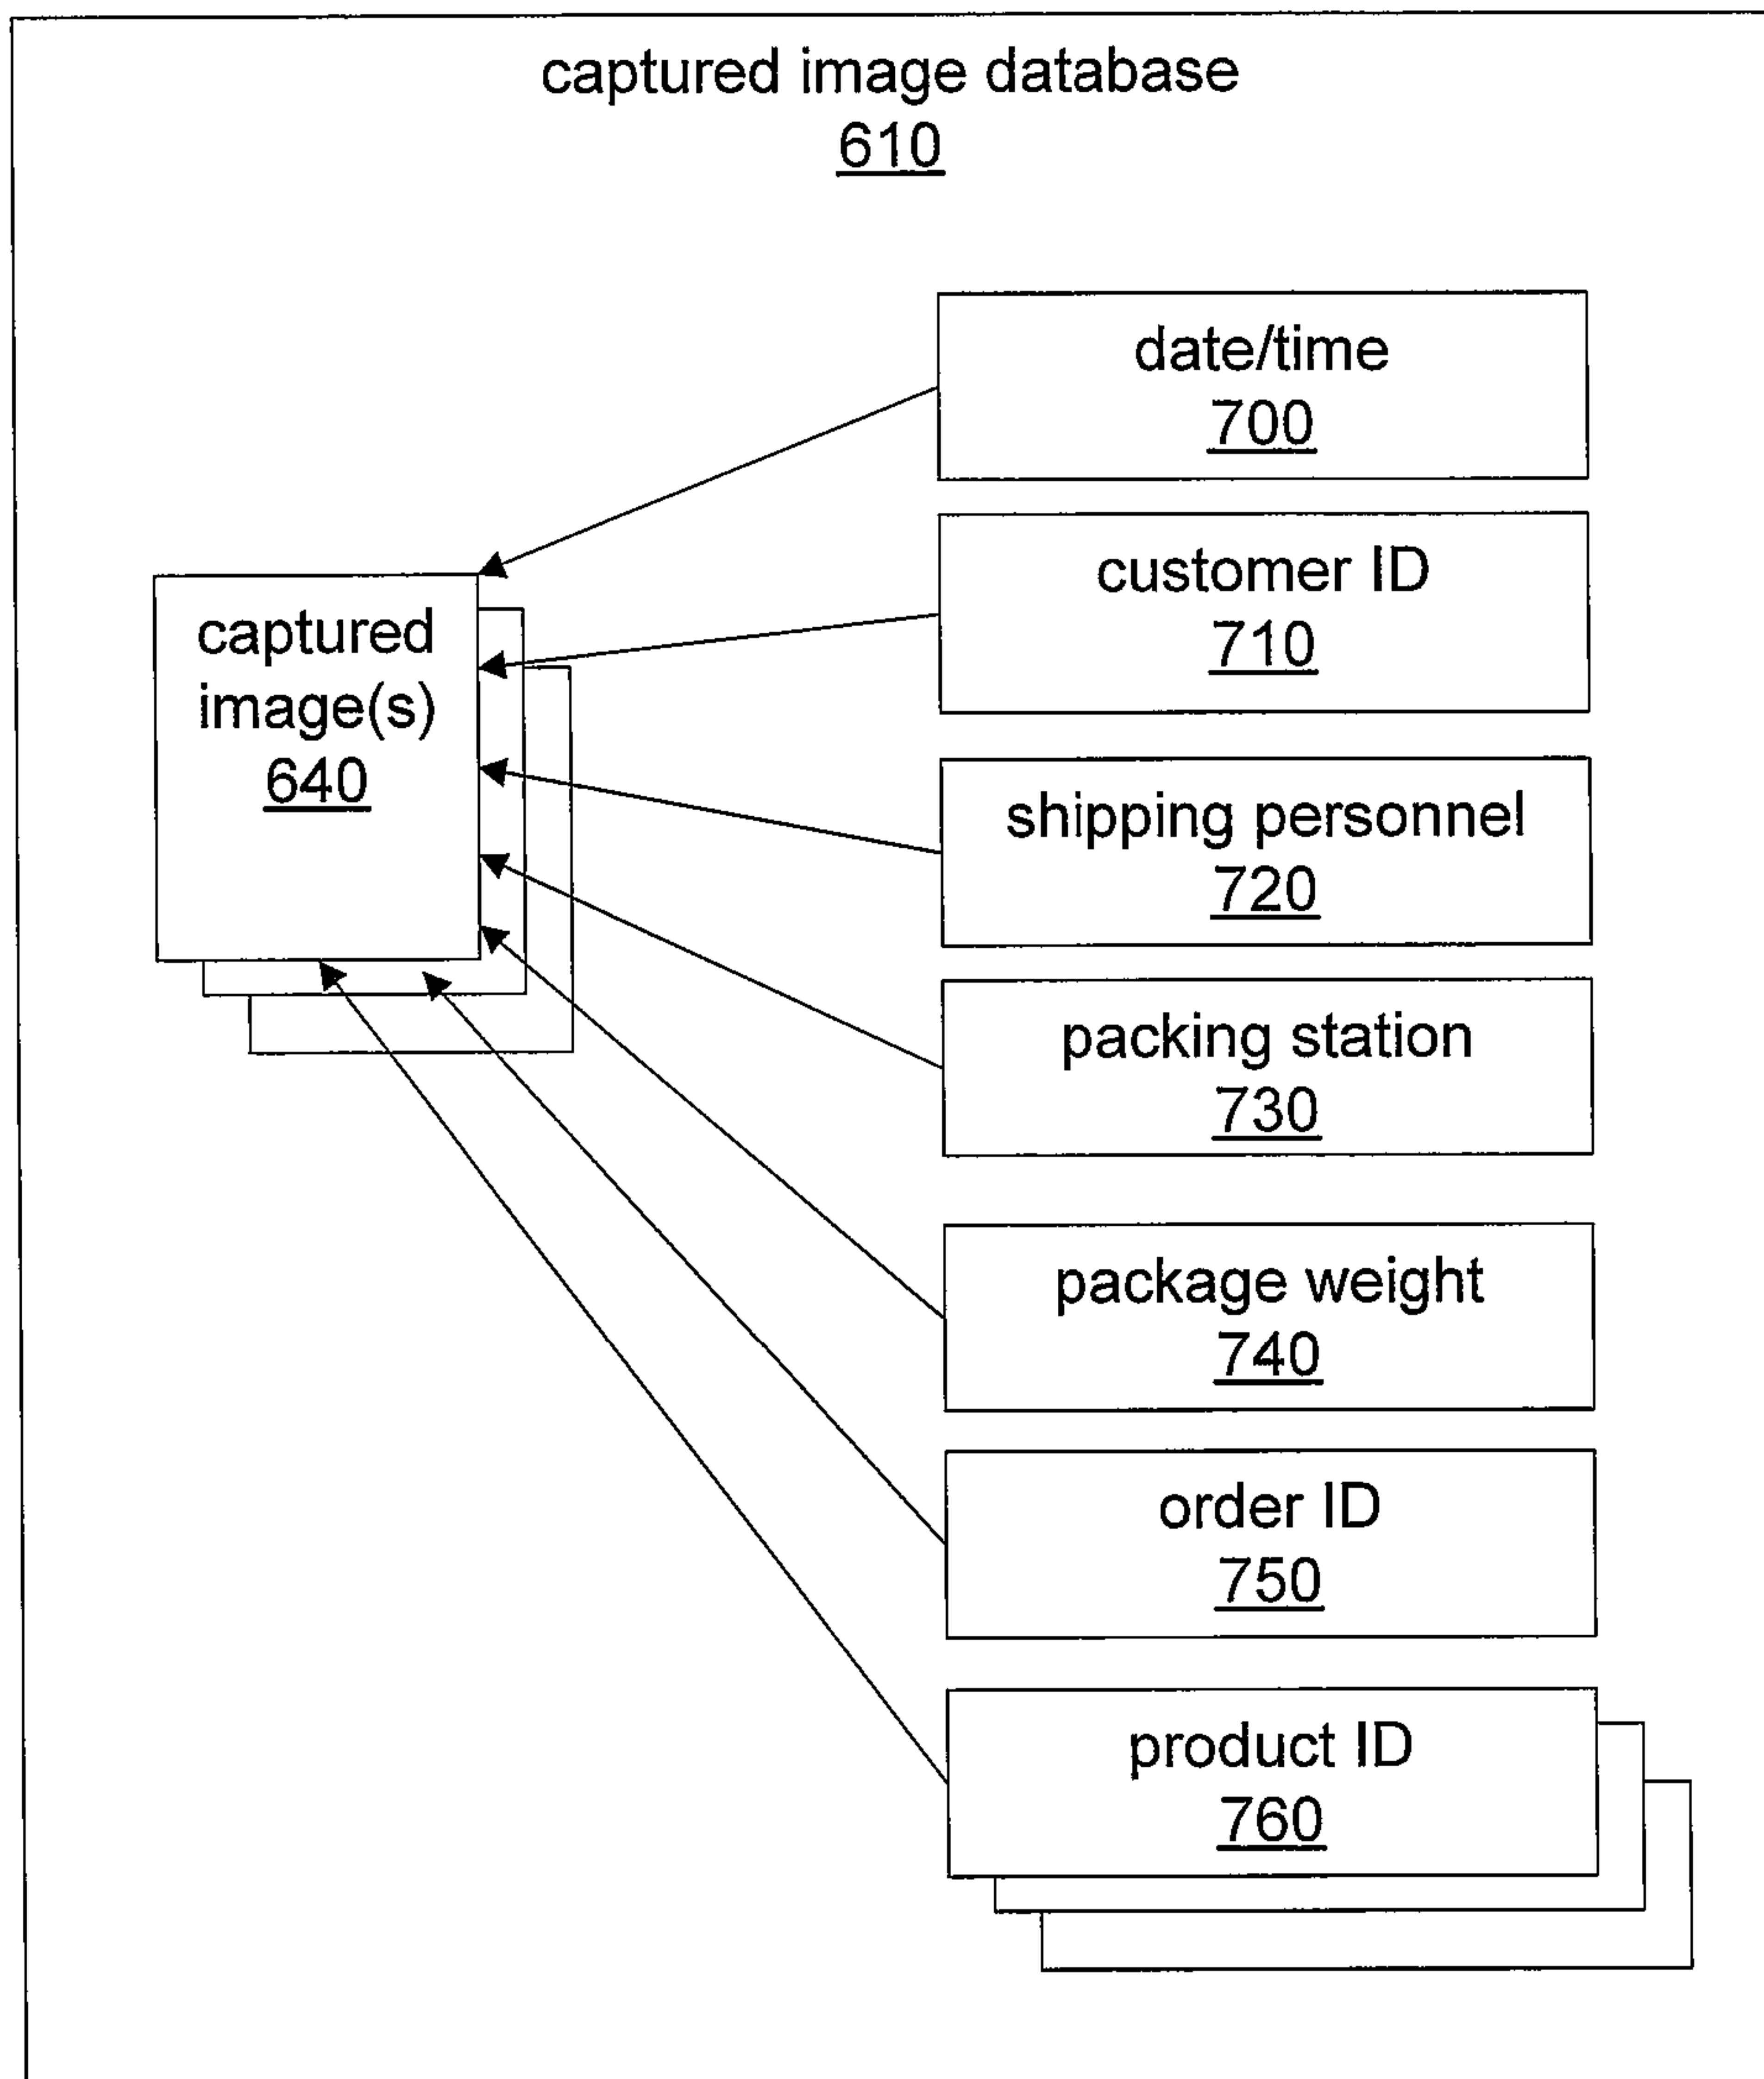 captured image database
610
date/time
700
customer ID
710
captured
image(s)
640
shipping personnel
720
packing station
730
package weight
740
order ID
750
product ID
760